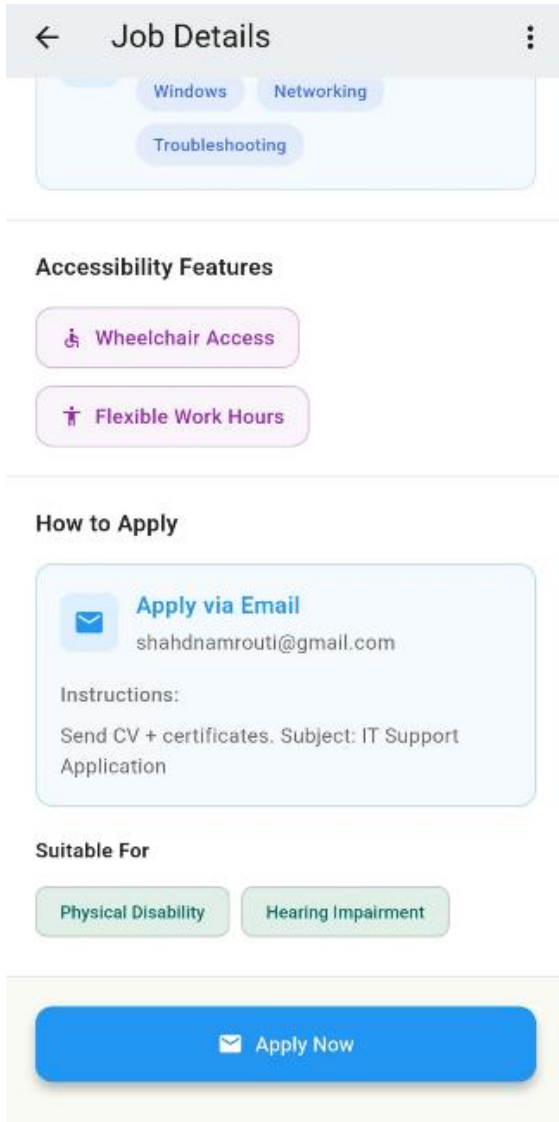 Job Details
Windows Networking
Troubleshooting
Accessibility Features
Wheelchair Access
Flexible Work Hours
How to Apply
Apply via Email
shahdnamrouti@gmail.com
Instructions:
Send CV + certificates. Subject: IT Support
Application
Suitable For
Physical Disability Hearing Impairment
Apply Now